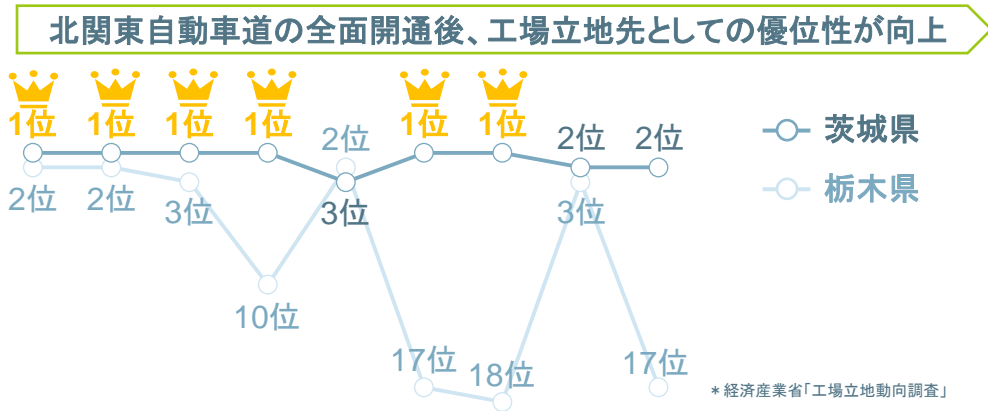 北関東自動車道の全面開通後、工場立地先としての優位性が向上
1位 1位 1位 1位 2位 1位 1位 2位 2位
2位 2位 3位 3位 3位
10位
17位 18位 17位
茨城県
栃木県
*経済産業省「工場立地動向調査」